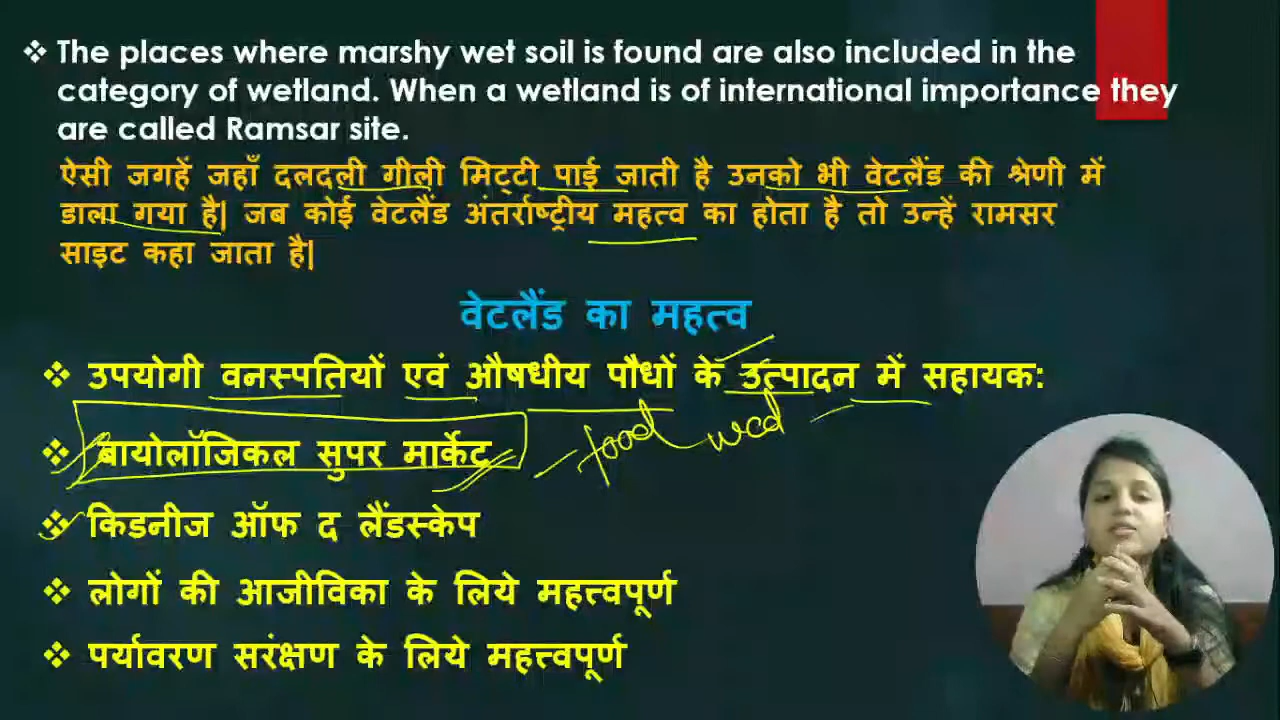 ❖ The places where marshy wet soil is found are also included in the
category of wetland. When a wetland is of international importance they
are called Ramsar site.
ऐसी जगहें जहाँ दलदली गीली मिट्टी पाई जाती है उनको भी वेटलैंड की श्रेणी में
डाला गया है| जब कोई वेटलैंड अंतर्राष्ट्रीय महत्व का होता है तो उन्हें रामसर
साइट कहा जाता है|
वेटलैंड का महत्व
❖ उपयोगी वनस्पतियों एवं औषधीय पौधों के उत्पादन में सहायक:
❖ बायोलॉजिकल सुपर मार्केट food
❖ किडनीज ऑफ द लैंडस्केप
❖ लोगों की आजीविका के लिये महत्त्वपूर्ण
❖ पर्यावरण सरंक्षण के लिये महत्त्वपूर्ण